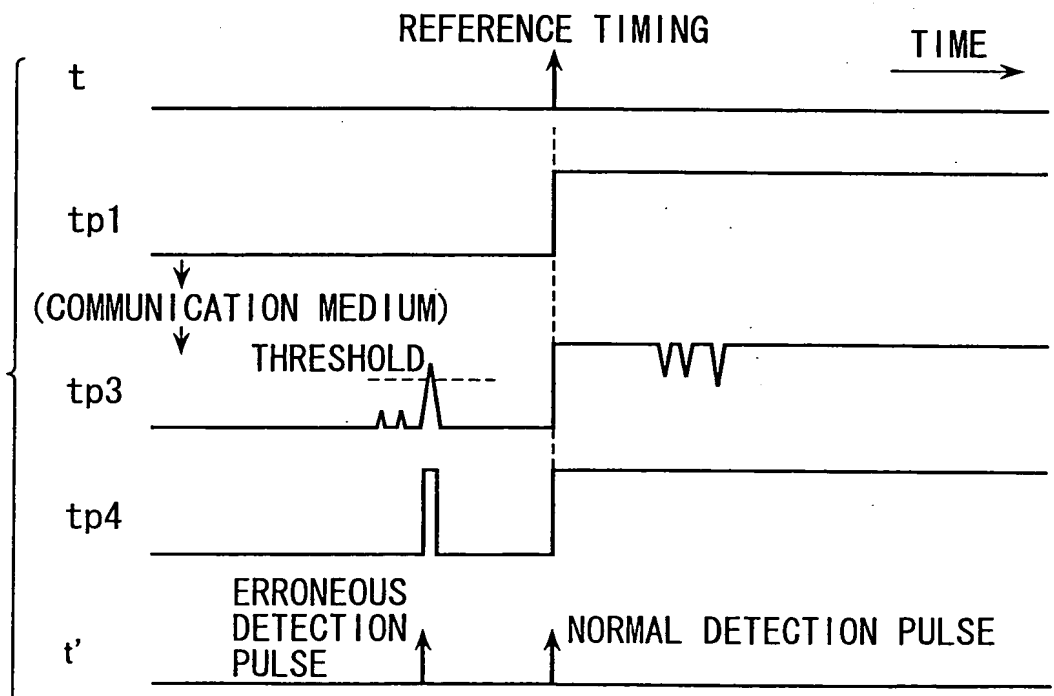 REFERENCE TIMING
TIME
t
tp1
(COMMUNICATION MEDIUM)
THRESHOLD
tp3
tp4
ERRONEOUS
DETECTION
PULSE
NORMAL DETECTION PULSE
t'